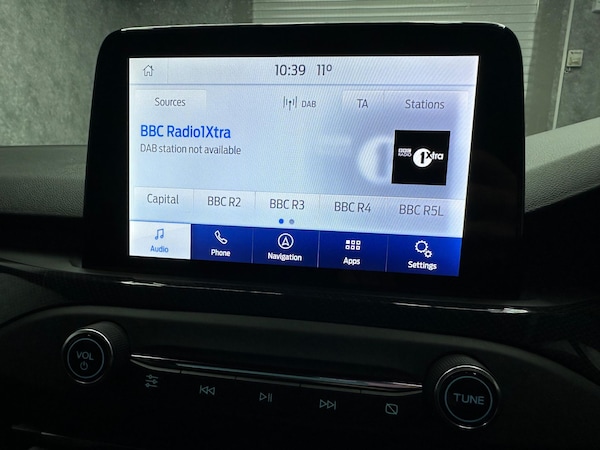 10:39 11°
Sources DAB TA Stations
BBC Radio1Xtra
DAB station not available
BBC RADIO 1Xtra
Capital BBC R2 BBC R3 BBC R4 BBC R5L
Audio Phone Navigation Apps Settings
VOL
TUNE